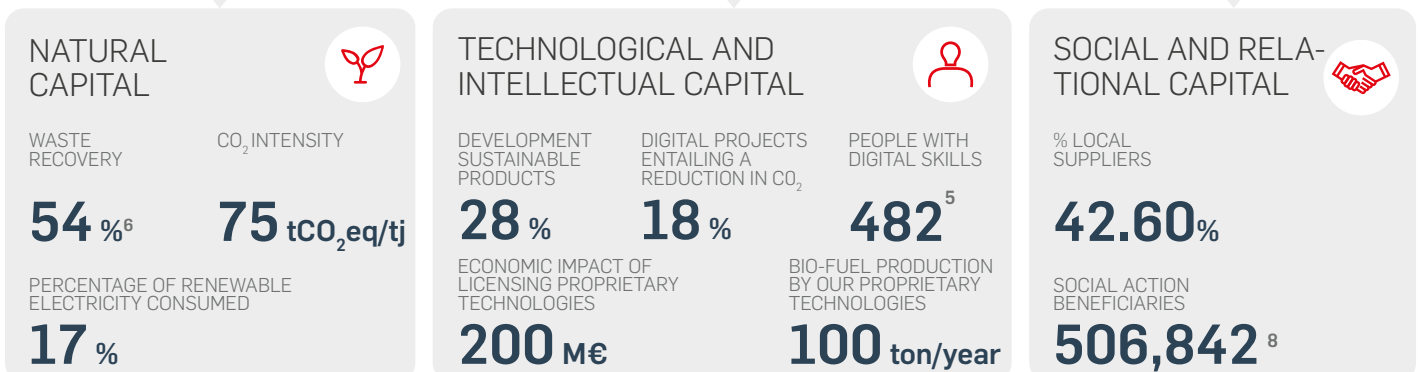 NATURAL
CAPITAL
WASTE
RECOVERY
54 %6
CO2 INTENSITY
75 tCO2eq/tj
PERCENTAGE OF RENEWABLE
ELECTRICITY CONSUMED
17 %
TECHNOLOGICAL AND
INTELLECTUAL CAPITAL
DEVELOPMENT
SUSTAINABLE
PRODUCTS
28 %
DIGITAL PROJECTS
ENTAILING A
REDUCTION IN CO2
18 %
PEOPLE WITH
DIGITAL SKILLS
482 5
ECONOMIC IMPACT OF
LICENSING PROPRIETARY
TECHNOLOGIES
200 M€
BIO-FUEL PRODUCTION
BY OUR PROPRIETARY
TECHNOLOGIES
100 ton/year
SOCIAL AND RELA-
TIONAL CAPITAL
% LOCAL
SUPPLIERS
42.60%
SOCIAL ACTION
BENEFICIARIES
506,842 8